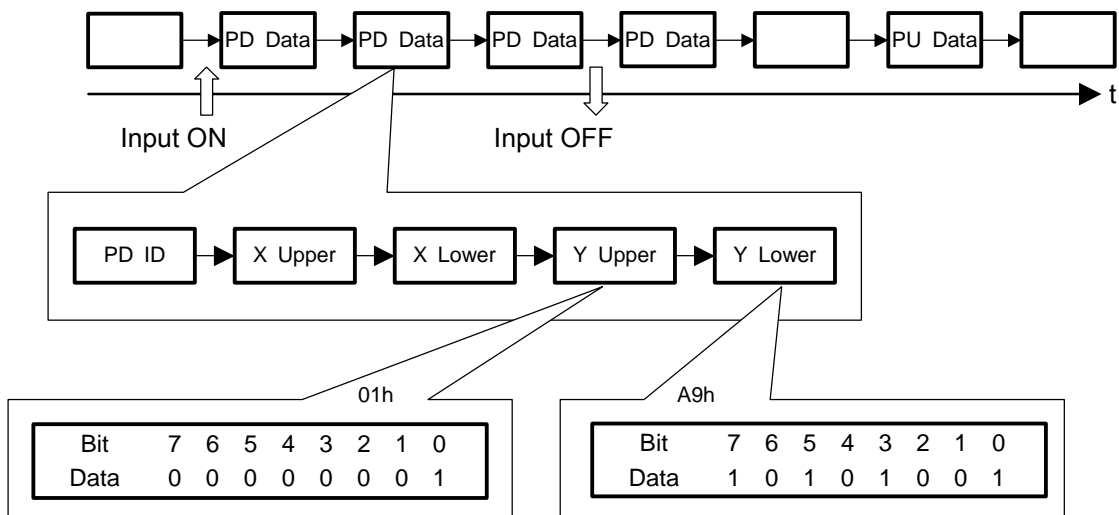 PD Data PD Data PD Data PD Data PU Data
t
Input ON Input OFF
PD ID X Upper X Lower Y Upper Y Lower
01h A9h
Bit 7 6 5 4 3 2 1 0
Data 0 0 0 0 0 0 0 1
Bit 7 6 5 4 3 2 1 0
Data 1 0 1 0 1 0 0 1